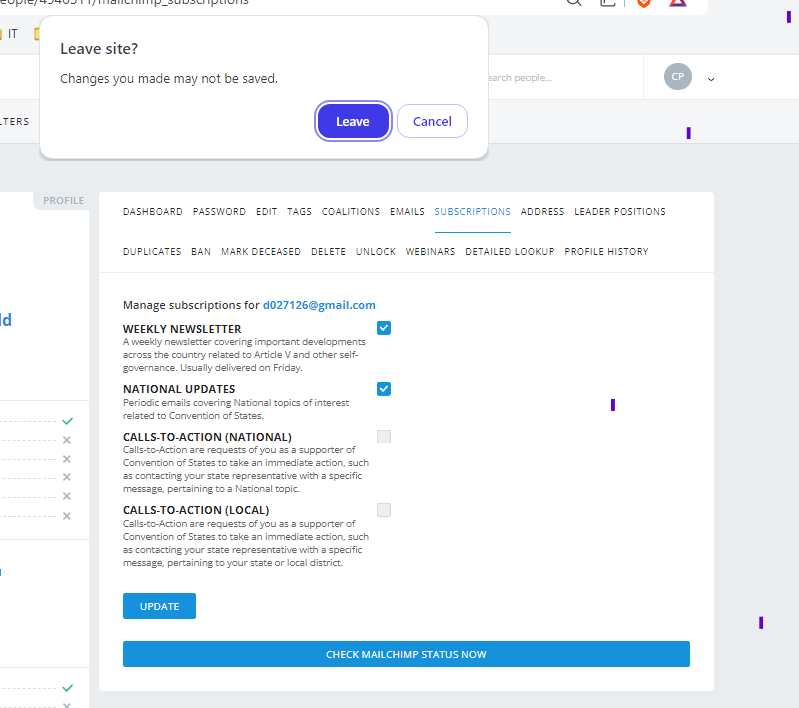 Leave site?
Changes you made may not be saved.
Leave
Cancel
IT
CP
LTERS
PROFILE
DASHBOARD PASSWORD EDIT TAGS COALITIONS EMAILS SUBSCRIPTIONS ADDRESS LEADER POSITIONS
DUPLICATES BAN MARK DECEASED DELETE UNLOCK WEBINARS DETAILED LOOKUP PROFILE HISTORY
Manage subscriptions for d027126@gmail.com
WEEKLY NEWSLETTER
A weekly newsletter covering important developments
across the country related to Article V and other self-
governance. Usually delivered on Friday.
NATIONAL UPDATES
Periodic emails covering National topics of interest
related to Convention of States.
CALLS-TO-ACTION (NATIONAL)
Calls-to-Action are requests of you as a supporter of
Convention of States to take an immediate action, such
as contacting your state representative with a specific
message, pertaining to a National topic.
CALLS-TO-ACTION (LOCAL)
Calls-to-Action are requests of you as a supporter of
Convention of States to take an immediate action, such
as contacting your state representative with a specific
message, pertaining to your state or local district.
UPDATE
CHECK MAILCHIMP STATUS NOW